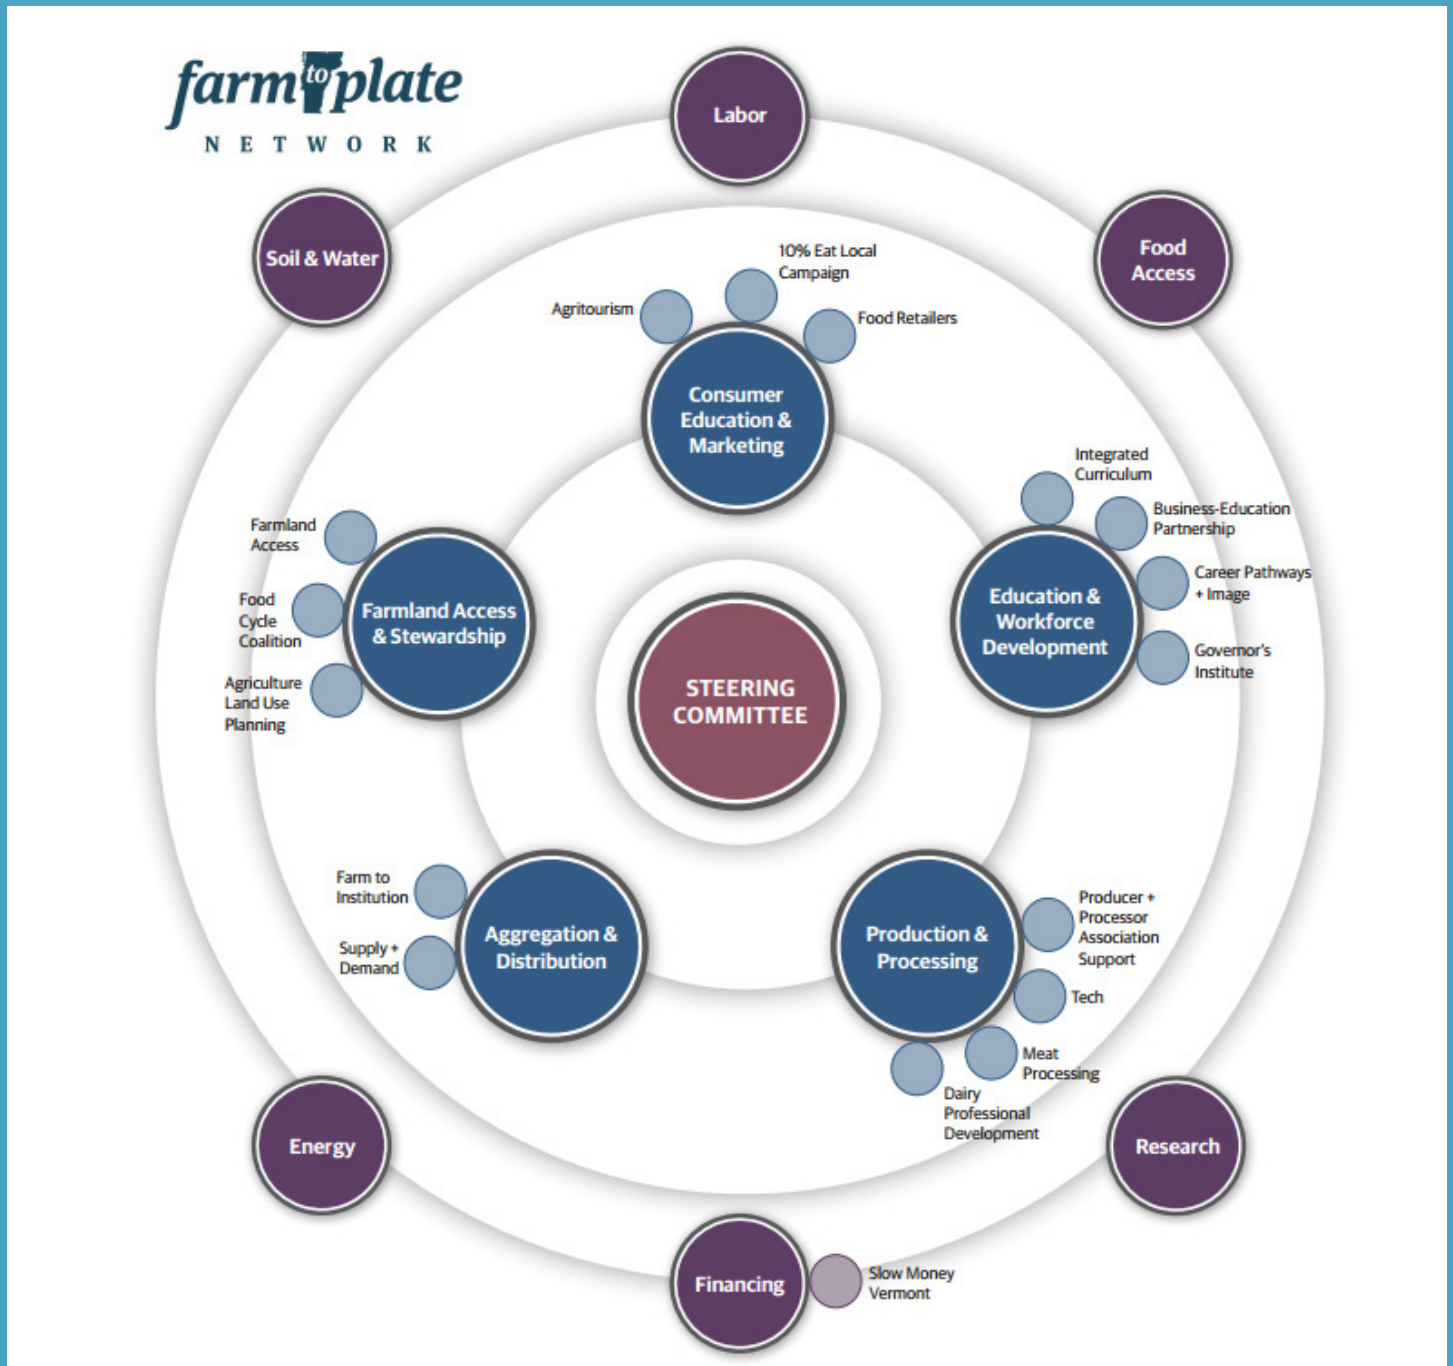 farm to plate
NETWORK
Labor
Soil & Water
Food
Access
10% Eat Local
Campaign
Agritourism
Food Retailers
Consumer
Education &
Marketing
Integrated
Curriculum
Business-Education
Partnership
Career Pathways
+ Image
Governor's
Institute
Education &
Workforce
Development
Farmland
Access
Food
Cycle
Coalition
Agriculture
Land Use
Planning
Farmland Access
& Stewardship
STEERING
COMMITTEE
Farm to
Institution
Supply +
Demand
Aggregation &
Distribution
Production &
Processing
Producer +
Processor
Association
Support
Tech
Meat
Processing
Dairy
Professional
Development
Energy
Research
Financing
Slow Money
Vermont